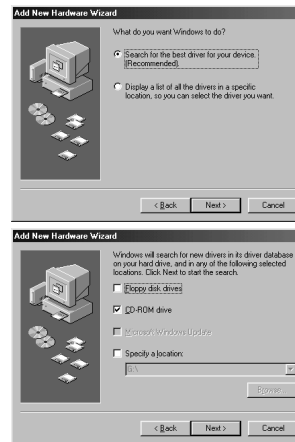 Add New Hardware Wizard
What do you want Windows to do?
Search for the best driver for your device.
(Recommended).
Display a list of all the drivers in a specific
location, so you can select the driver you want.
< Back
Next >
Cancel
Add New Hardware Wizard
Windows will search for new drivers in its driver database
on your hard drive, and in any of the following selected
locations. Click Next to start the search.
Floppy disk drives
CD-ROM drive
Microsoft Windows Update
Specify a location:
G:\
Browse...
< Back
Next >
Cancel